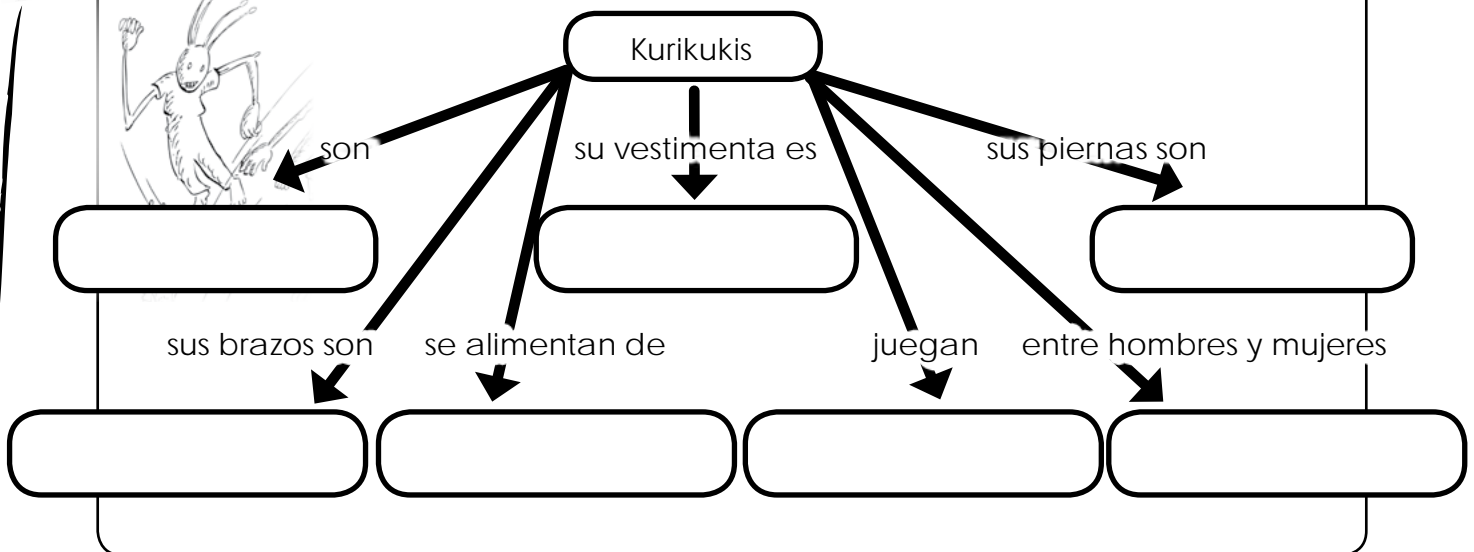 Kurikukis
son
su vestimenta es
sus piernas son
sus brazos son
se alimentan de
juegan
entre hombres y mujeres